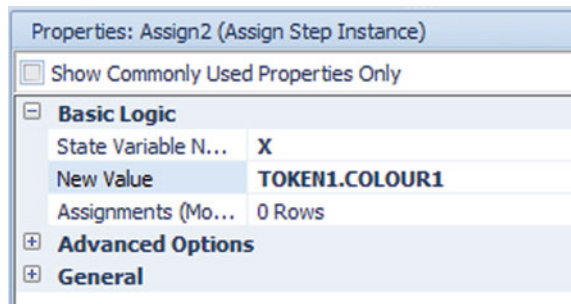 Properties: Assign2 (Assign Step Instance)
Show Commonly Used Properties Only
Basic Logic
State Variable N... X
New Value TOKEN1.COLOUR1
Assignments (Mo... 0 Rows
Advanced Options
General